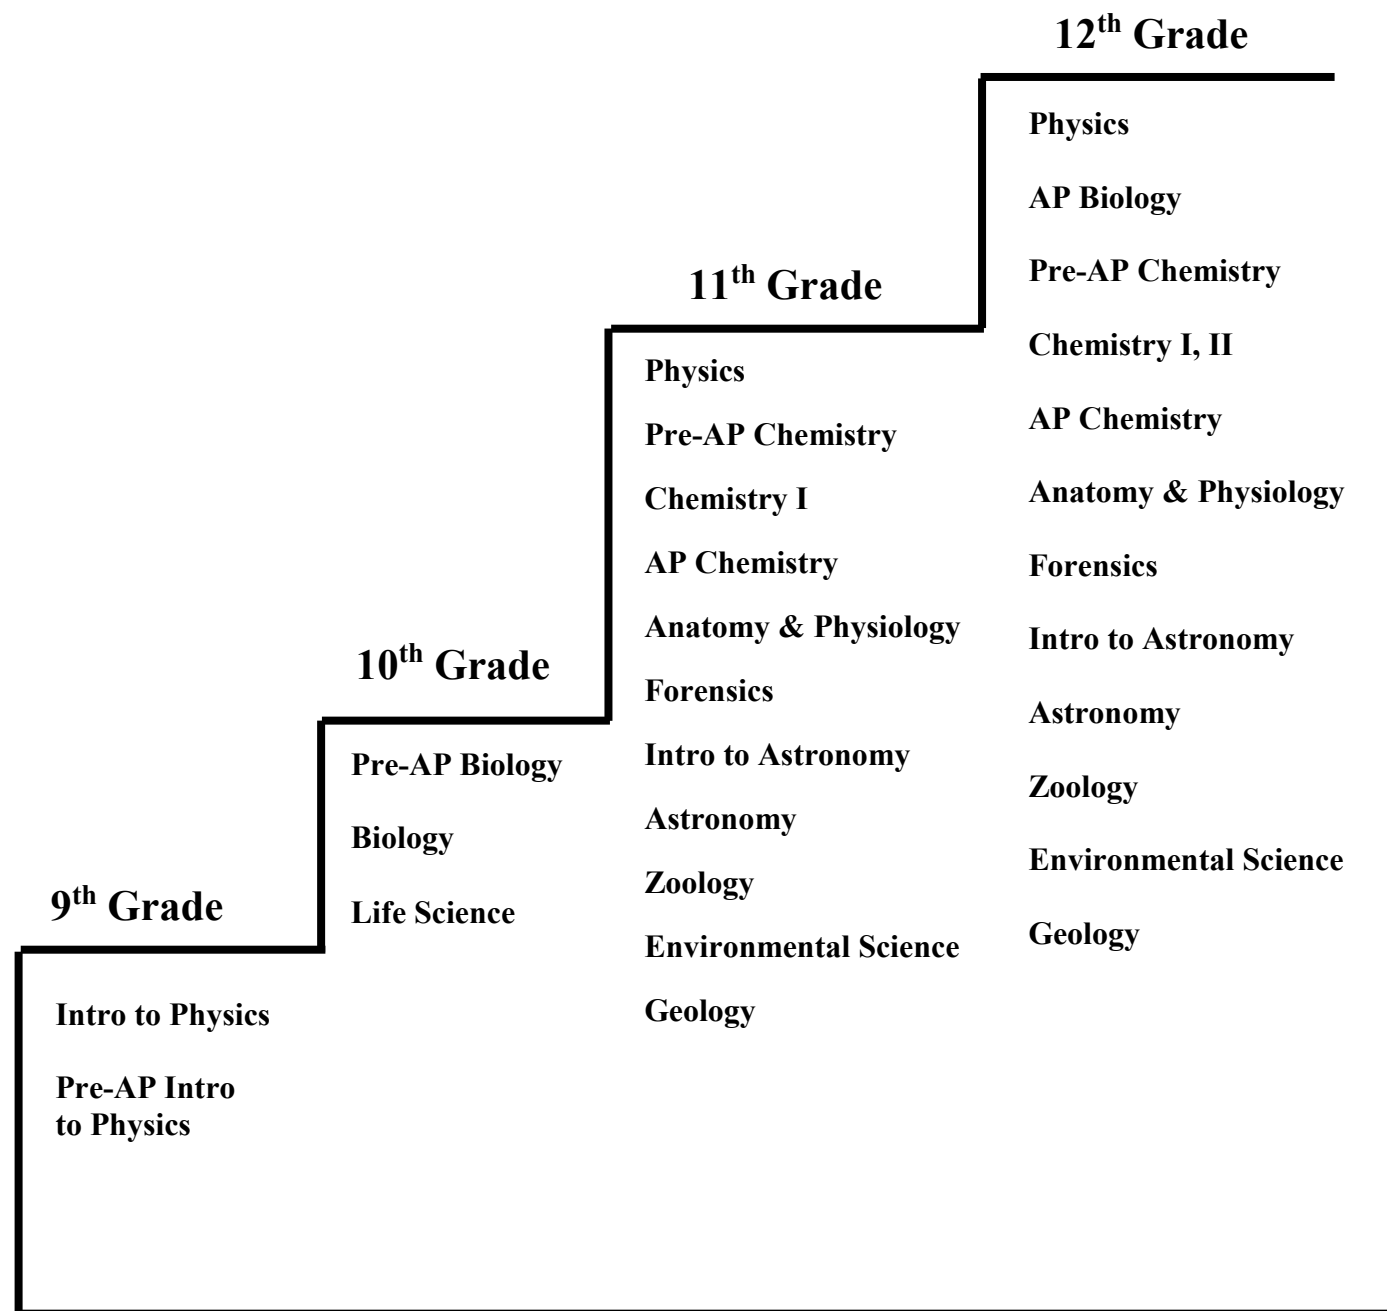 12th Grade
Physics
AP Biology
Pre-AP Chemistry
Chemistry I, II
AP Chemistry
Anatomy & Physiology
Forensics
Intro to Astronomy
Astronomy
Zoology
Environmental Science
Geology
11th Grade
Physics
Pre-AP Chemistry
Chemistry I
AP Chemistry
Anatomy & Physiology
Forensics
Intro to Astronomy
Astronomy
Zoology
Environmental Science
Geology
10th Grade
Pre-AP Biology
Biology
Life Science
9th Grade
Intro to Physics
Pre-AP Intro
to Physics